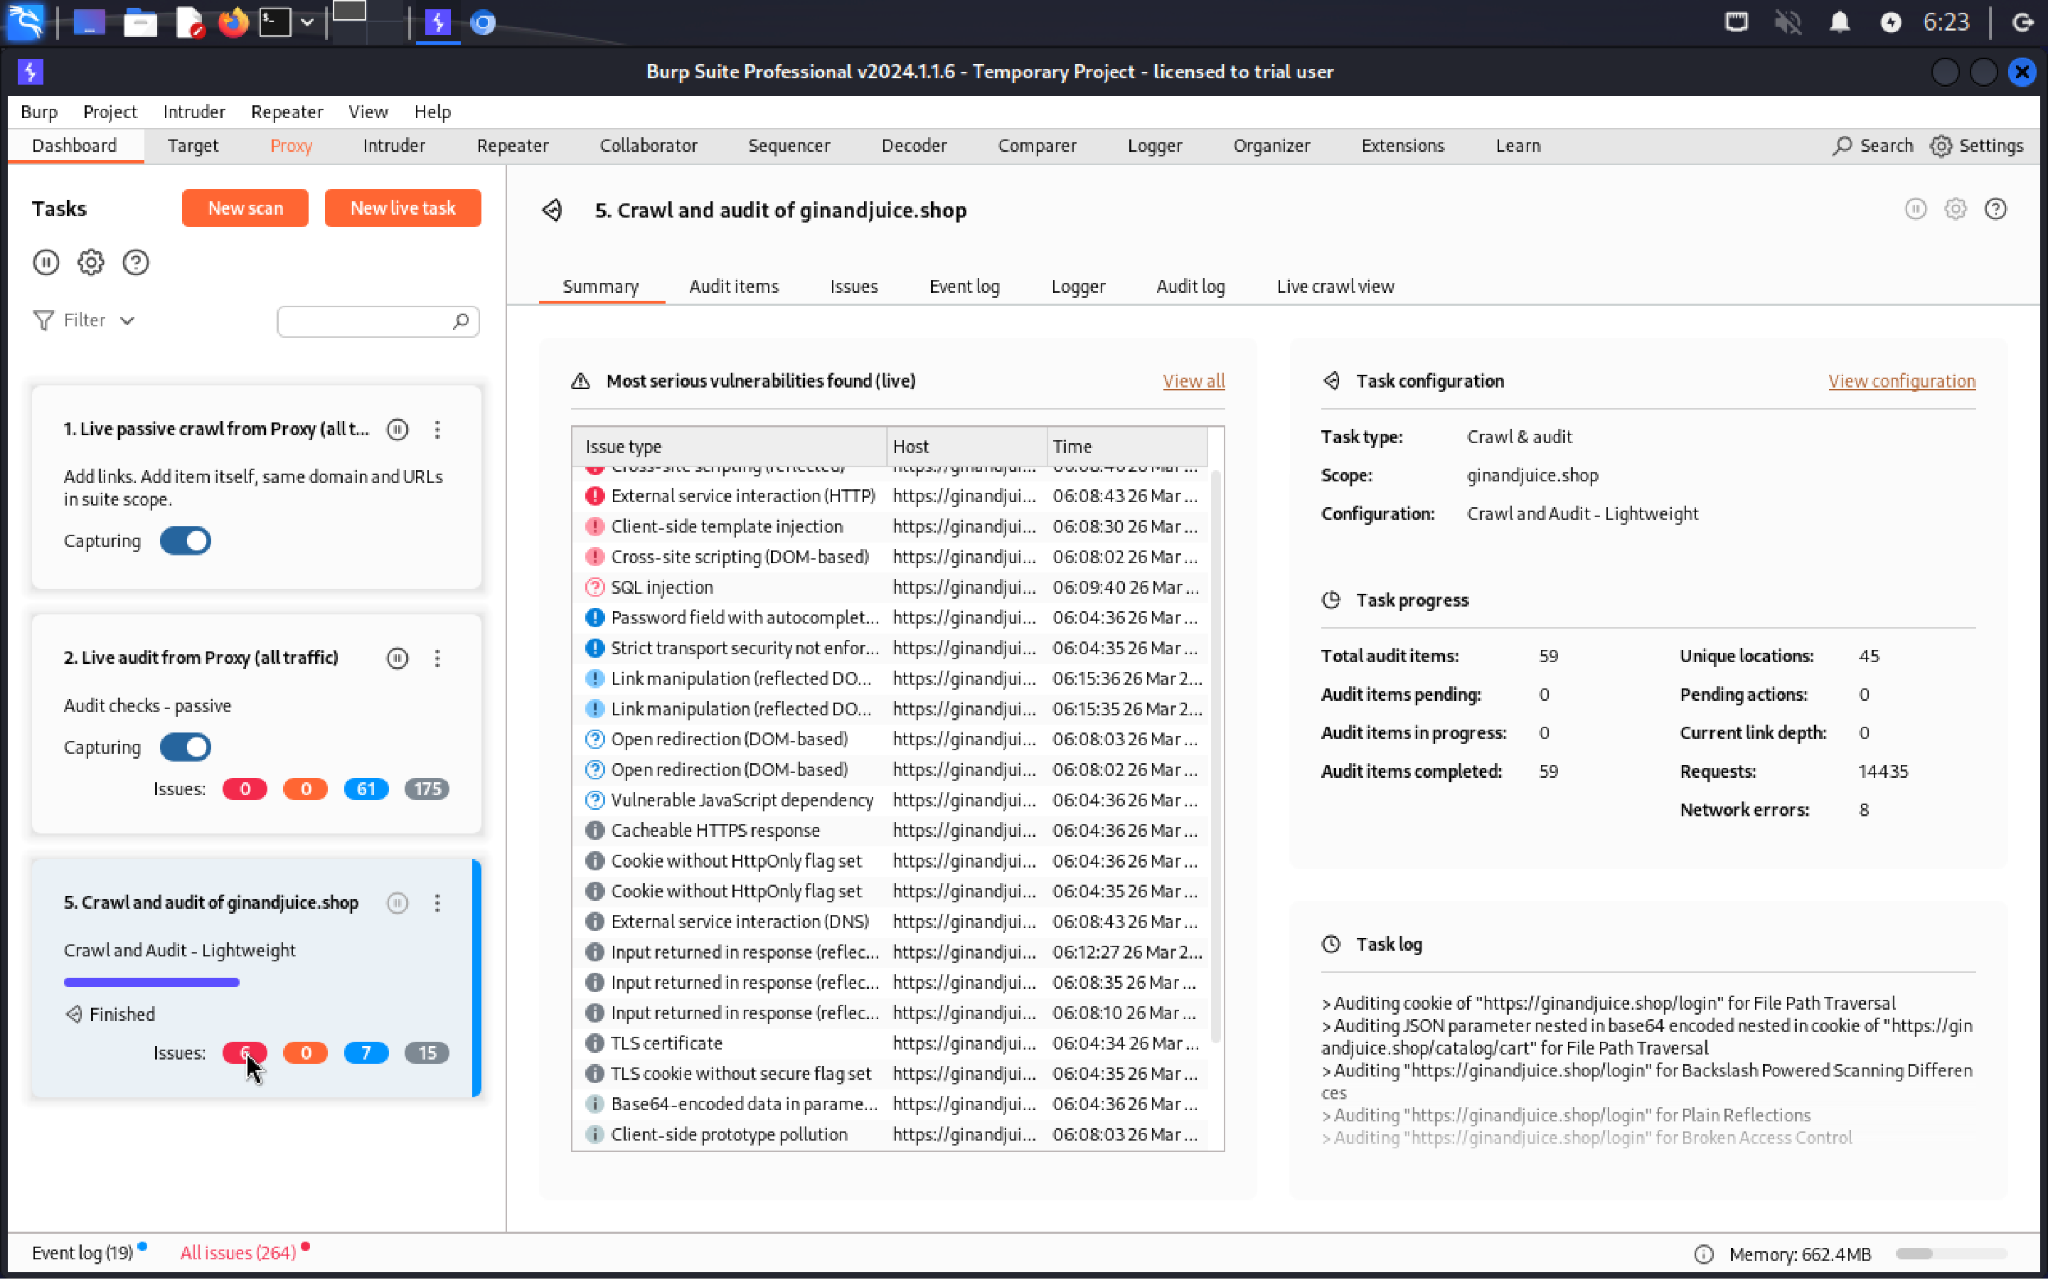 6:23
Burp Suite Professional v2024.1.1.6 - Temporary Project - licensed to trial user
Burp Project Intruder Repeater View Help
Dashboard Target Proxy Intruder Repeater Collaborator Sequencer Decoder Comparer Logger Organizer Extensions Learn Search Settings
Tasks New scan New live task
Filter
1. Live passive crawl from Proxy (all t...
Add links. Add item itself, same domain and URLs
in suite scope.
Capturing
2. Live audit from Proxy (all traffic)
Audit checks - passive
Capturing
Issues: 0 0 61 175
5. Crawl and audit of ginandjuice.shop
Crawl and Audit - Lightweight
Finished
Issues: 6 0 7 15
5. Crawl and audit of ginandjuice.shop
Summary Audit items Issues Event log Logger Audit log Live crawl view
Most serious vulnerabilities found (live) View all
Issue type Host Time
Cross-site scripting (reflected) https://ginandjui...
External service interaction (HTTP) https://ginandjui... 06:08:43 26 Mar ...
Client-side template injection https://ginandjui... 06:08:30 26 Mar ...
Cross-site scripting (DOM-based) https://ginandjui... 06:08:02 26 Mar ...
SQL injection https://ginandjui... 06:09:40 26 Mar ...
Password field with autocomplet... https://ginandjui... 06:04:36 26 Mar ...
Strict transport security not enfor... https://ginandjui... 06:04:35 26 Mar ...
Link manipulation (reflected DO... https://ginandjui... 06:15:36 26 Mar 2...
Link manipulation (reflected DO... https://ginandjui... 06:15:35 26 Mar 2...
Open redirection (DOM-based) https://ginandjui... 06:08:03 26 Mar ...
Open redirection (DOM-based) https://ginandjui... 06:08:02 26 Mar ...
Vulnerable JavaScript dependency https://ginandjui... 06:04:36 26 Mar ...
Cacheable HTTPS response https://ginandjui... 06:04:36 26 Mar ...
Cookie without HttpOnly flag set https://ginandjui... 06:04:36 26 Mar ...
Cookie without HttpOnly flag set https://ginandjui... 06:04:35 26 Mar ...
External service interaction (DNS) https://ginandjui... 06:08:43 26 Mar ...
Input returned in response (reflec... https://ginandjui... 06:12:27 26 Mar 2...
Input returned in response (reflec... https://ginandjui... 06:08:35 26 Mar ...
Input returned in response (reflec... https://ginandjui... 06:08:10 26 Mar ...
TLS certificate https://ginandjui... 06:04:34 26 Mar ...
TLS cookie without secure flag set https://ginandjui... 06:04:35 26 Mar ...
Base64-encoded data in parame... https://ginandjui... 06:04:36 26 Mar ...
Client-side prototype pollution https://ginandjui... 06:08:03 26 Mar ...
Task configuration View configuration
Task type: Crawl & audit
Scope: ginandjuice.shop
Configuration: Crawl and Audit - Lightweight
Task progress
Total audit items: 59 Unique locations: 45
Audit items pending: 0 Pending actions: 0
Audit items in progress: 0 Current link depth: 0
Audit items completed: 59 Requests: 14435
Network errors: 8
Task log
> Auditing cookie of "https://ginandjuice.shop/login" for File Path Traversal
> Auditing JSON parameter nested in base64 encoded nested in cookie of "https://gin
andjuice.shop/catalog/cart" for File Path Traversal
> Auditing "https://ginandjuice.shop/login" for Backslash Powered Scanning Differen
ces
> Auditing "https://ginandjuice.shop/login" for Plain Reflections
> Auditing "https://ginandjuice.shop/login" for Broken Access Control
Event log (19) All issues (264) Memory: 662.4MB